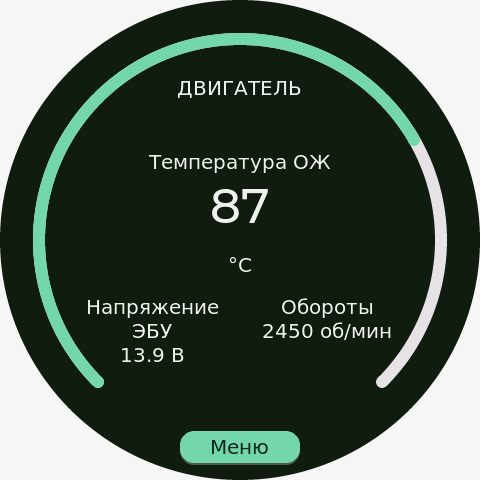 ДВИГАТЕЛЬ
Температура ОЖ
87
°C
Напряжение
ЭБУ
13.9 В
Обороты
2450 об/мин
Меню